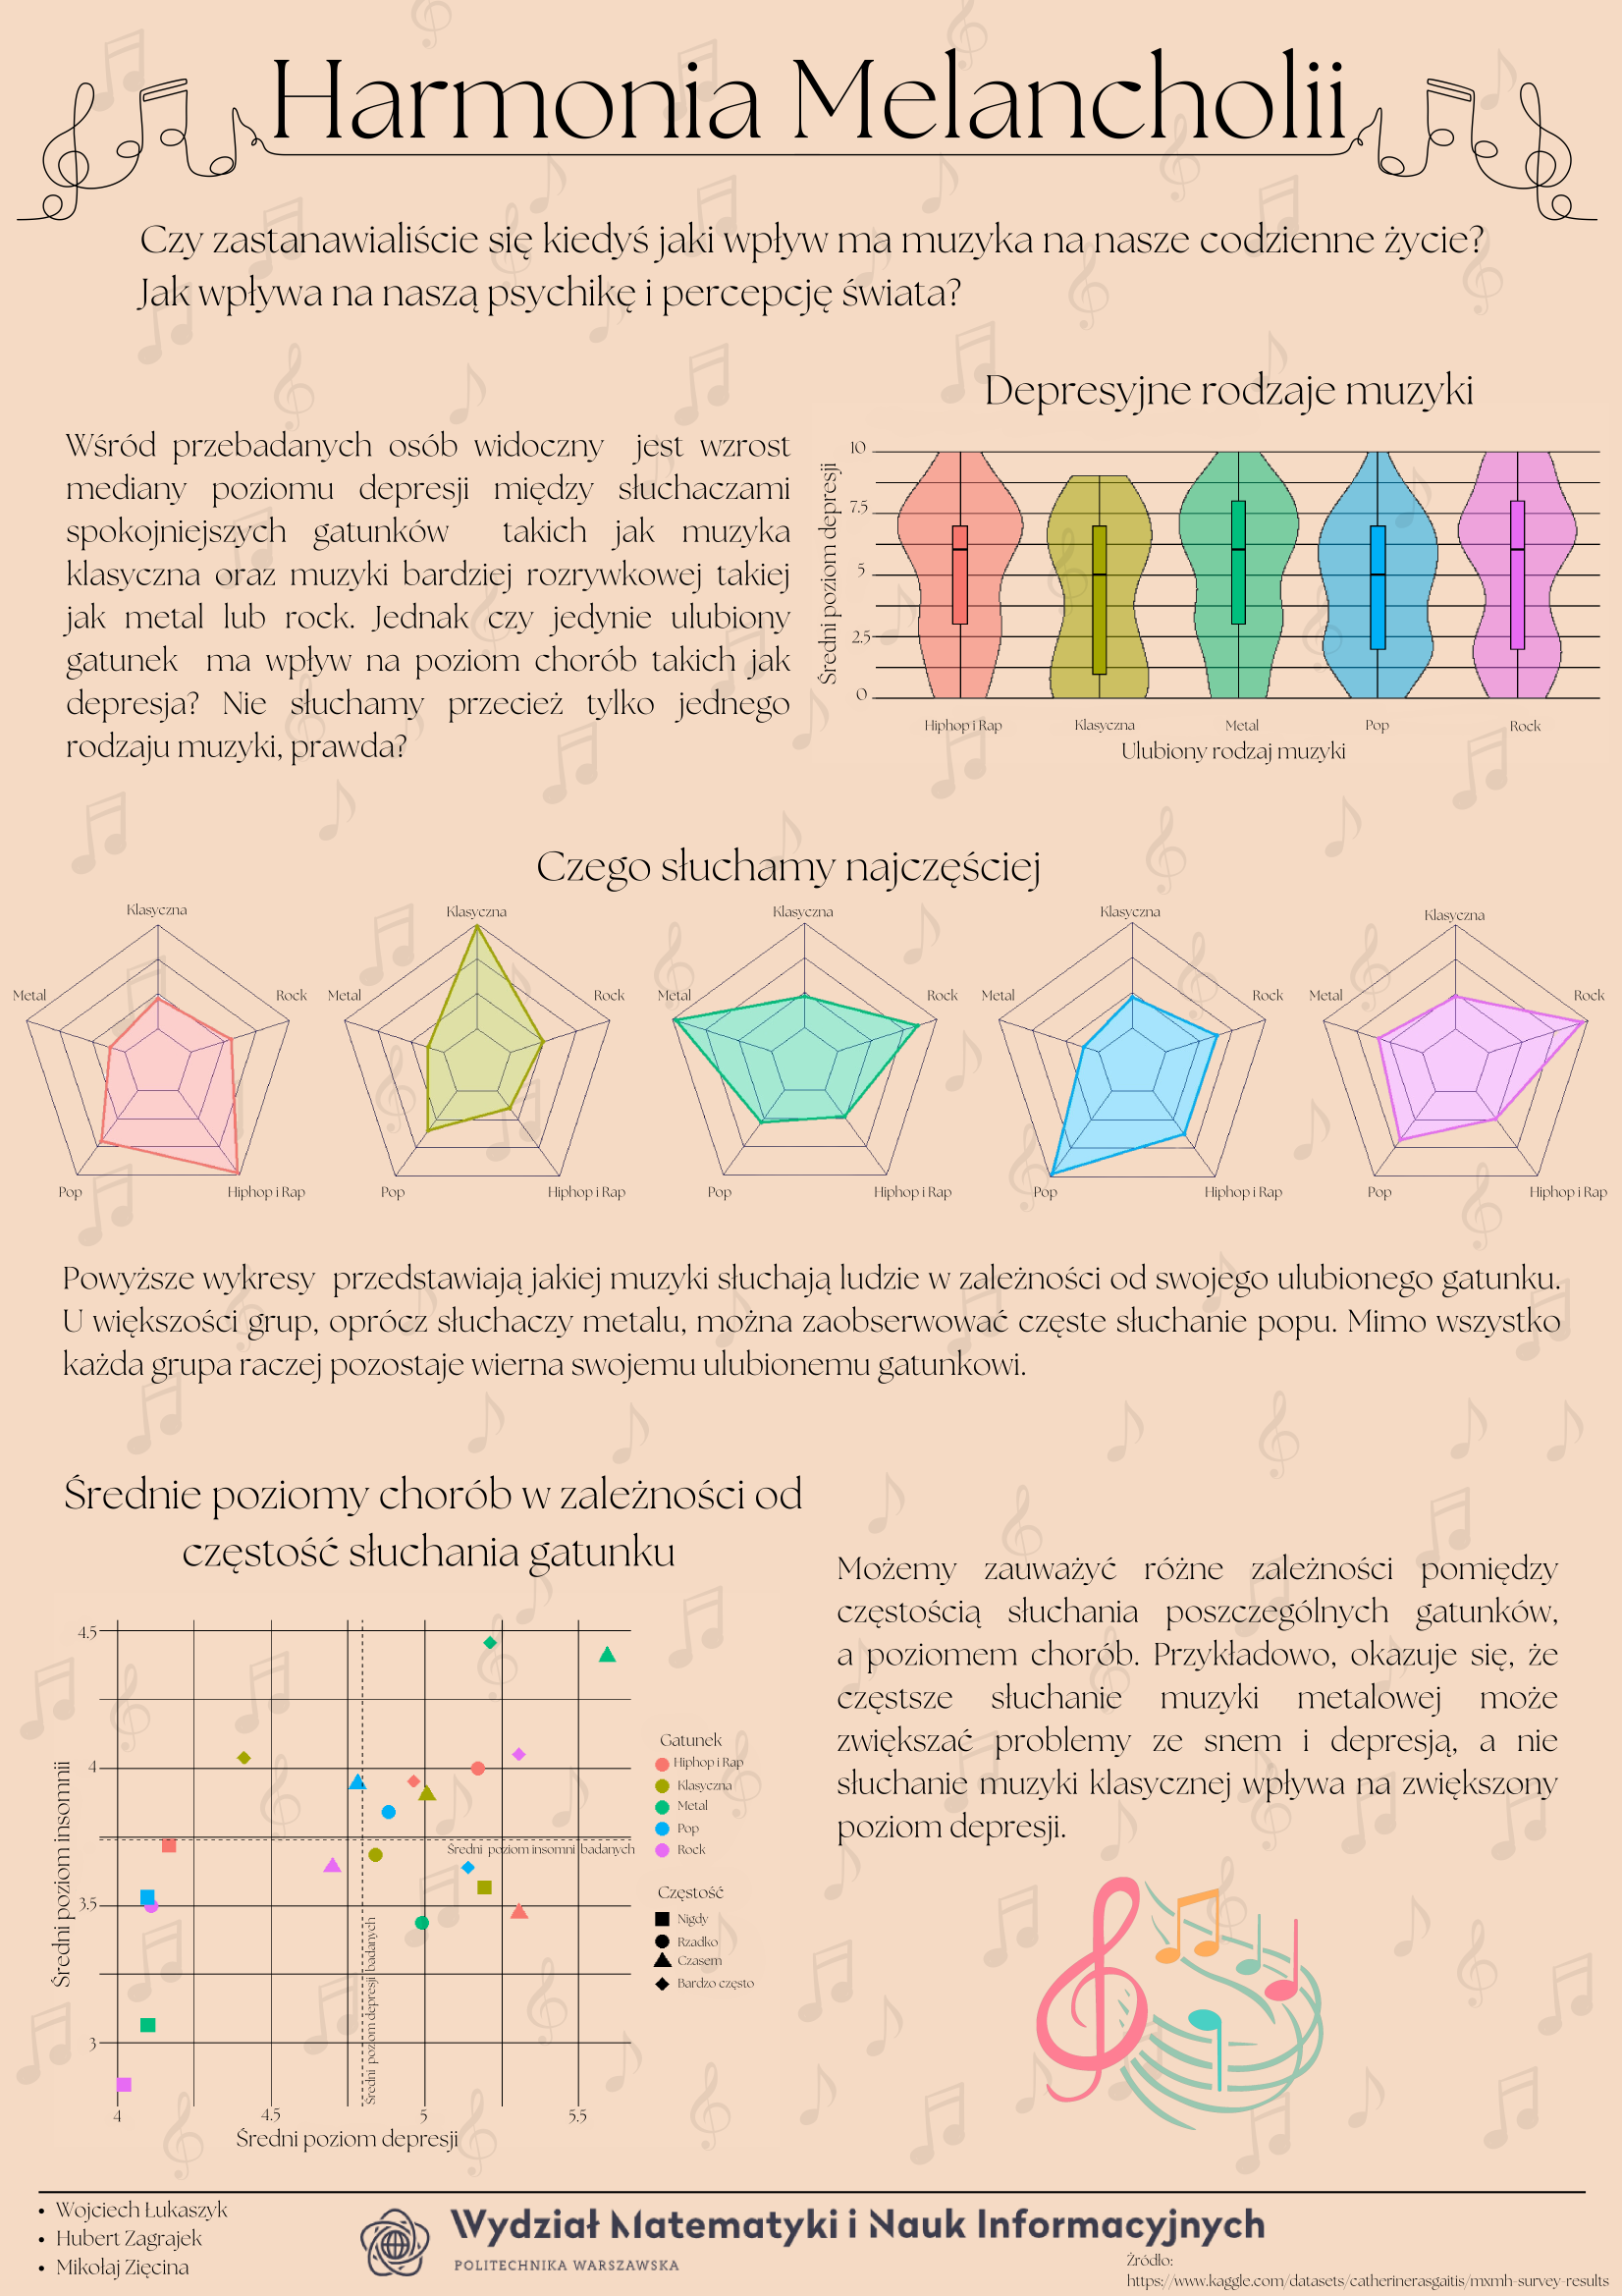 Harmonia Melancholii
Czy zastanawialiście się kiedyś jaki wpływ ma muzyka na nasze codzienne życie?
Jak wpływa na naszą psychikę i percepcję świata?
Wśród przebadanych osób widoczny jest wzrost
mediany poziomu depresji między słuchaczami
spokojniejszych gatunków takich jak muzyka
klasyczna oraz muzyki bardziej rozrywkowej takiej
jak metal lub rock. Jednak czy jedynie ulubiony
gatunek ma wpływ na poziom chorób takich jak
depresja? Nie słuchamy przecież tylko jednego
rodzaju muzyki, prawda?
Depresyjne rodzaje muzyki
Średni poziom depresji
10
7.5
5
2.5
0
Hiphop i Rap
Klasyczna
Metal
Pop
Rock
Ulubiony rodzaj muzyki
Czego słuchamy najczęściej
Klasyczna
Metal
Rock
Pop
Hiphop i Rap
Klasyczna
Metal
Rock
Pop
Hiphop i Rap
Klasyczna
Metal
Rock
Pop
Hiphop i Rap
Klasyczna
Metal
Rock
Pop
Hiphop i Rap
Klasyczna
Metal
Rock
Pop
Hiphop i Rap
Powyższe wykresy przedstawiają jakiej muzyki słuchają ludzie w zależności od swojego ulubionego gatunku.
U większości grup, oprócz słuchaczy metalu, można zaobserwować częste słuchanie popu. Mimo wszystko
każda grupa raczej pozostaje wierna swojemu ulubionemu gatunkowi.
Średnie poziomy chorób w zależności od
częstość słuchania gatunku
Średni poziom insomnii
4.5
4
3.5
3
Średni poziom insomni badanych
Średni poziom depresji badanych
4
4.5
5
5.5
Średni poziom depresji
Gatunek
Hiphop i Rap
Klasyczna
Metal
Pop
Rock
Częstość
Nigdy
Rzadko
Czasem
Bardzo często
Możemy zauważyć różne zależności pomiędzy
częstością słuchania poszczególnych gatunków,
a poziomem chorób. Przykładowo, okazuje się, że
częstsze słuchanie muzyki metalowej może
zwiększać problemy ze snem i depresją, a nie
słuchanie muzyki klasycznej wpływa na zwiększony
poziom depresji.
• Wojciech Łukaszyk
• Hubert Zagrajek
• Mikołaj Zięcina
Wydział Matematyki i Nauk Informacyjnych
POLITECHNIKA WARSZAWSKA
Źródło:
https://www.kaggle.com/datasets/catherinerasgaitis/mxmh-survey-results